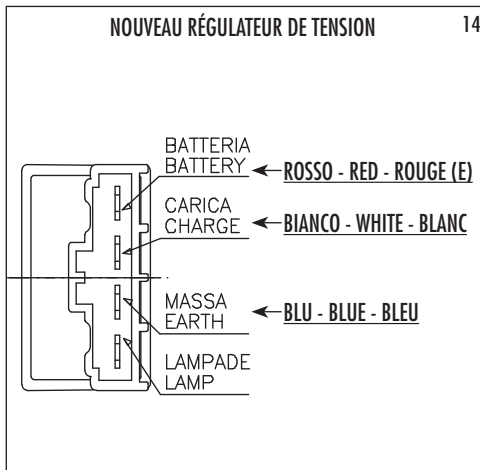 NOUVEAU RÉGULATEUR DE TENSION 14
BATTERIA
BATTERY
ROSSO - RED - ROUGE (E)
CARICA
CHARGE
BIANCO - WHITE - BLANC
MASSA
EARTH
BLU - BLUE - BLEU
LAMPADE
LAMP